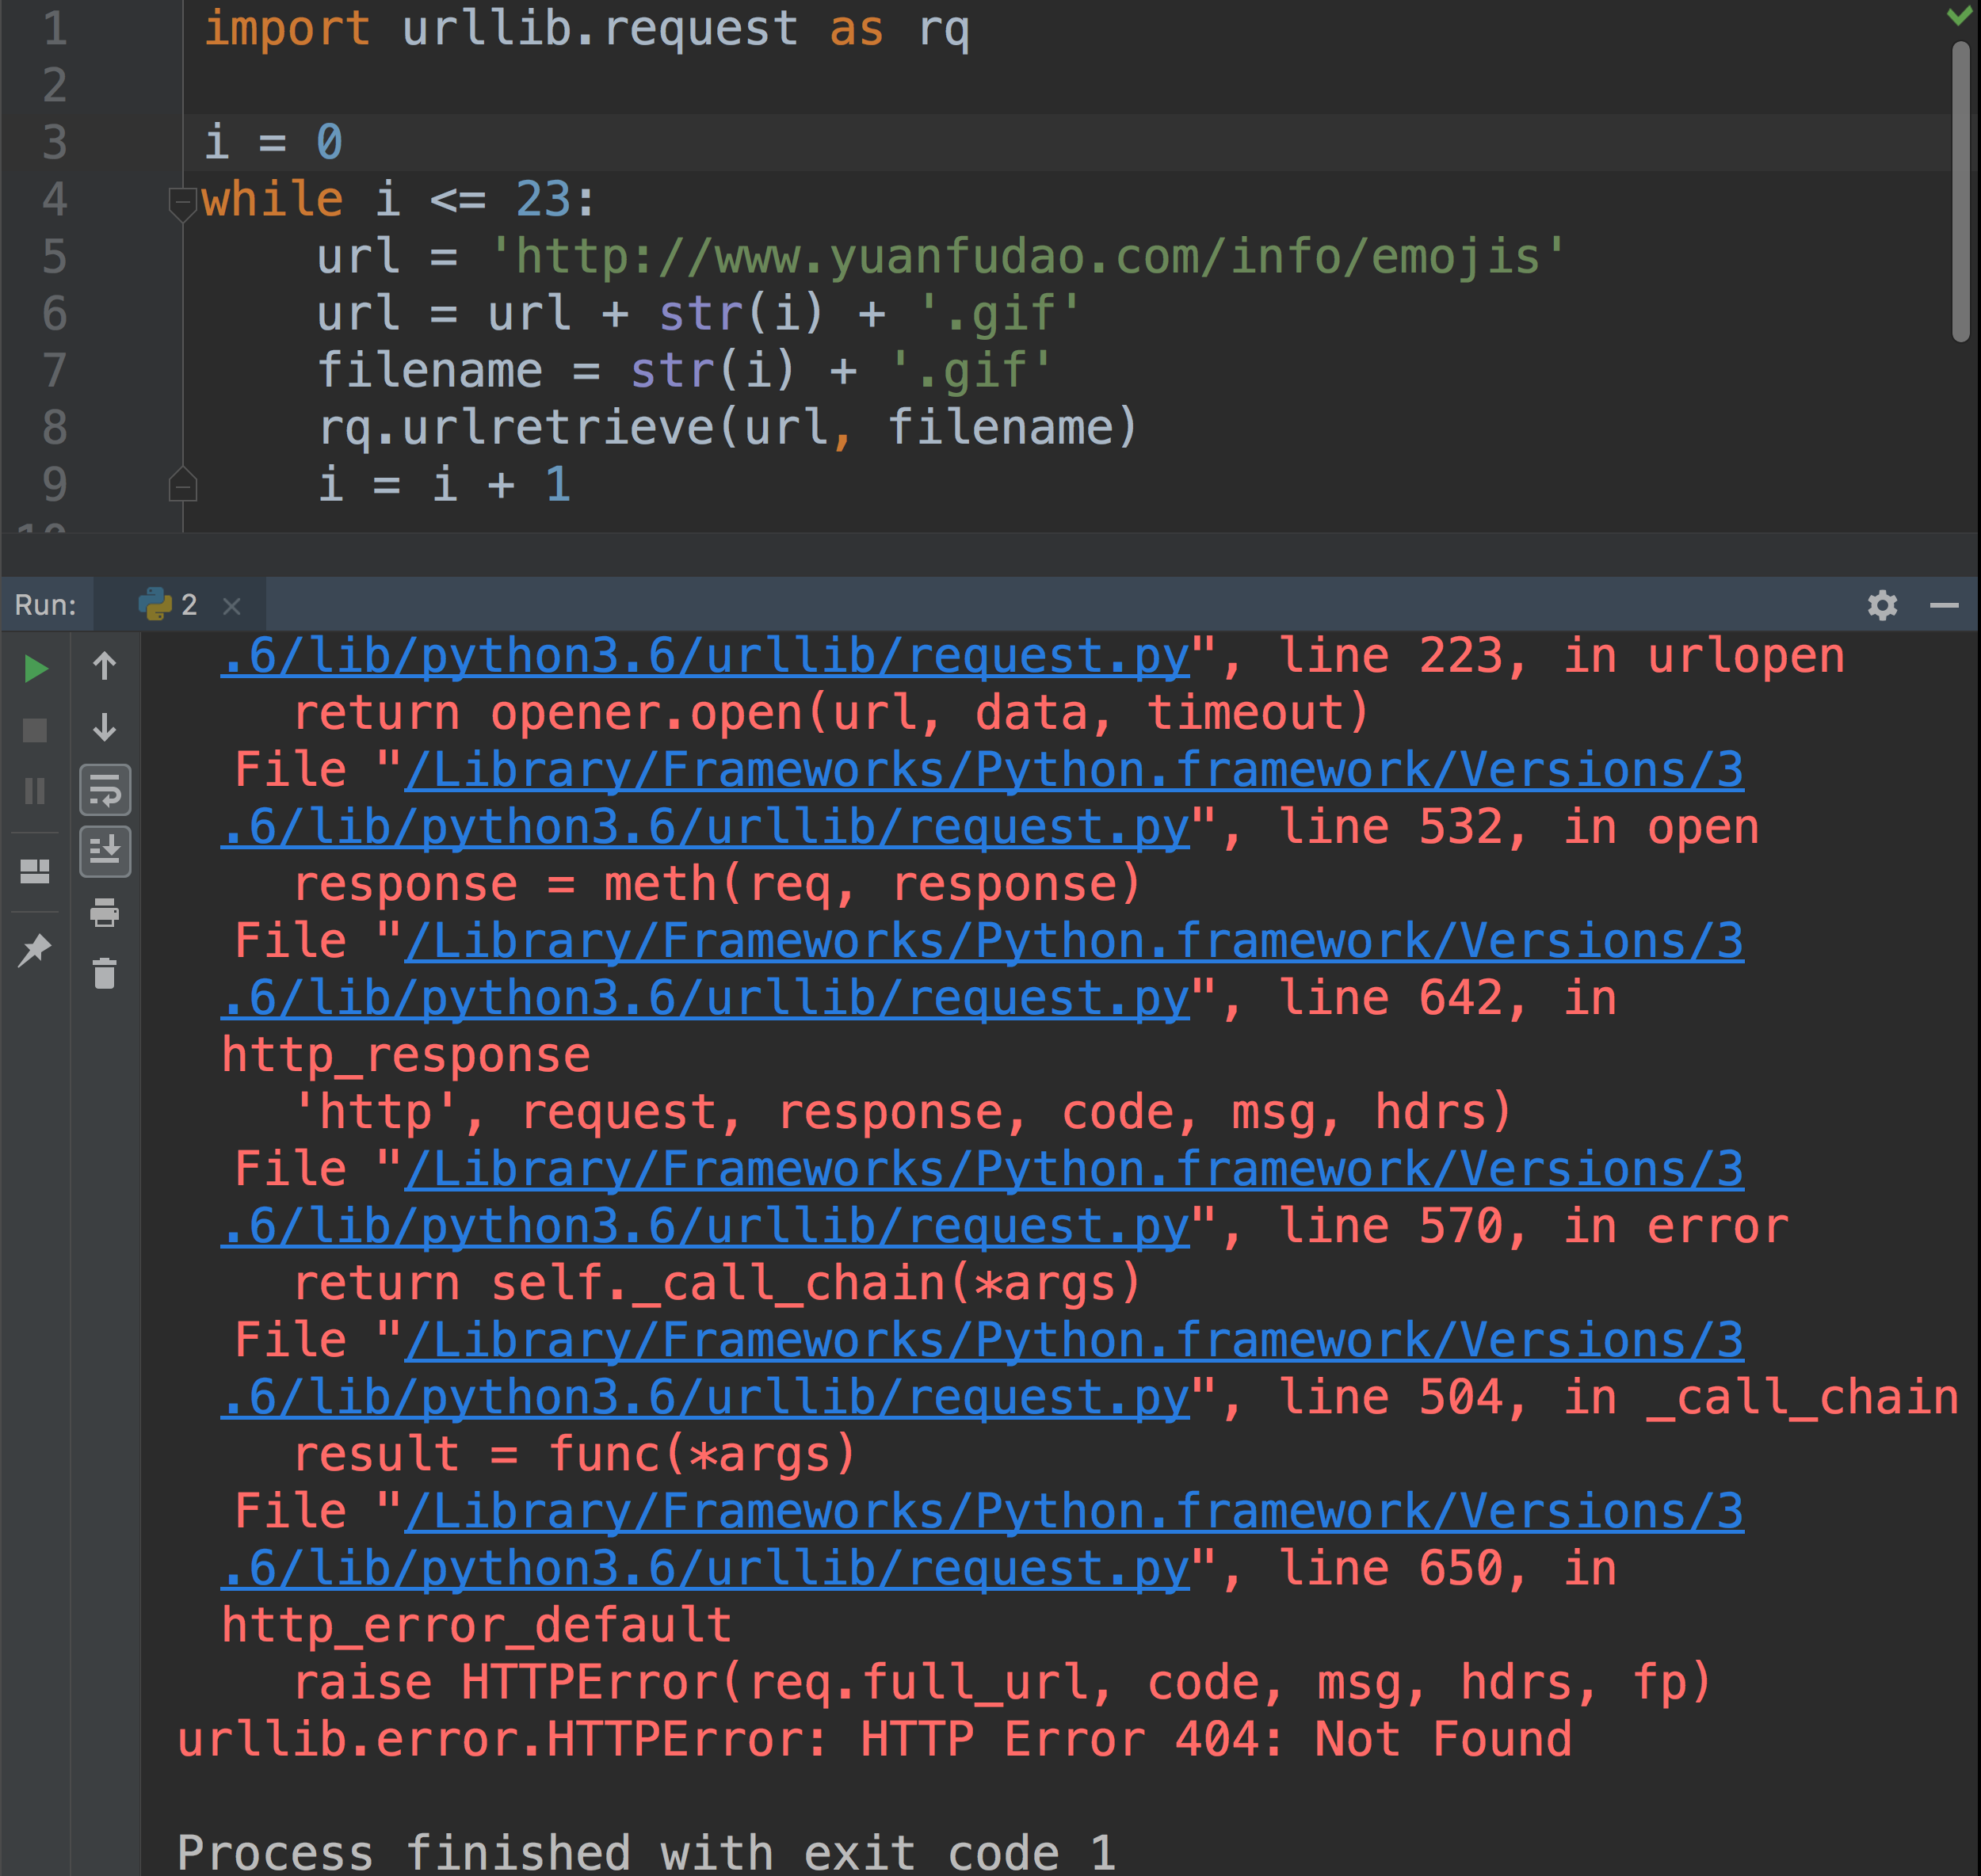 1 import urllib.request as rq
2
3 i = 0
4 while i <= 23:
5     url = 'http://www.yuanfudao.com/info/emojis'
6     url = url + str(i) + '.gif'
7     filename = str(i) + '.gif'
8     rq.urlretrieve(url, filename)
9     i = i + 1
Run: 2
.6/lib/python3.6/urllib/request.py", line 223, in urlopen
return opener.open(url, data, timeout)
File "/Library/Frameworks/Python.framework/Versions/3
.6/lib/python3.6/urllib/request.py", line 532, in open
response = meth(req, response)
File "/Library/Frameworks/Python.framework/Versions/3
.6/lib/python3.6/urllib/request.py", line 642, in
http_response
'http', request, response, code, msg, hdrs)
File "/Library/Frameworks/Python.framework/Versions/3
.6/lib/python3.6/urllib/request.py", line 570, in error
return self._call_chain(*args)
File "/Library/Frameworks/Python.framework/Versions/3
.6/lib/python3.6/urllib/request.py", line 504, in _call_chain
result = func(*args)
File "/Library/Frameworks/Python.framework/Versions/3
.6/lib/python3.6/urllib/request.py", line 650, in
http_error_default
raise HTTPError(req.full_url, code, msg, hdrs, fp)
urllib.error.HTTPError: HTTP Error 404: Not Found
Process finished with exit code 1